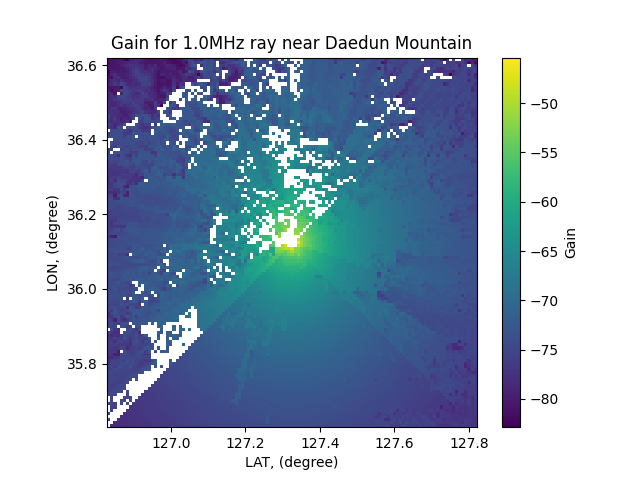 Gain for 1.0MHz ray near Daedun Mountain
36.6
36.4
36.2
36.0
35.8
LON, (degree)
127.0 127.2 127.4 127.6 127.8
LAT, (degree)
−50
−55
−60
−65
−70
−75
−80
Gain